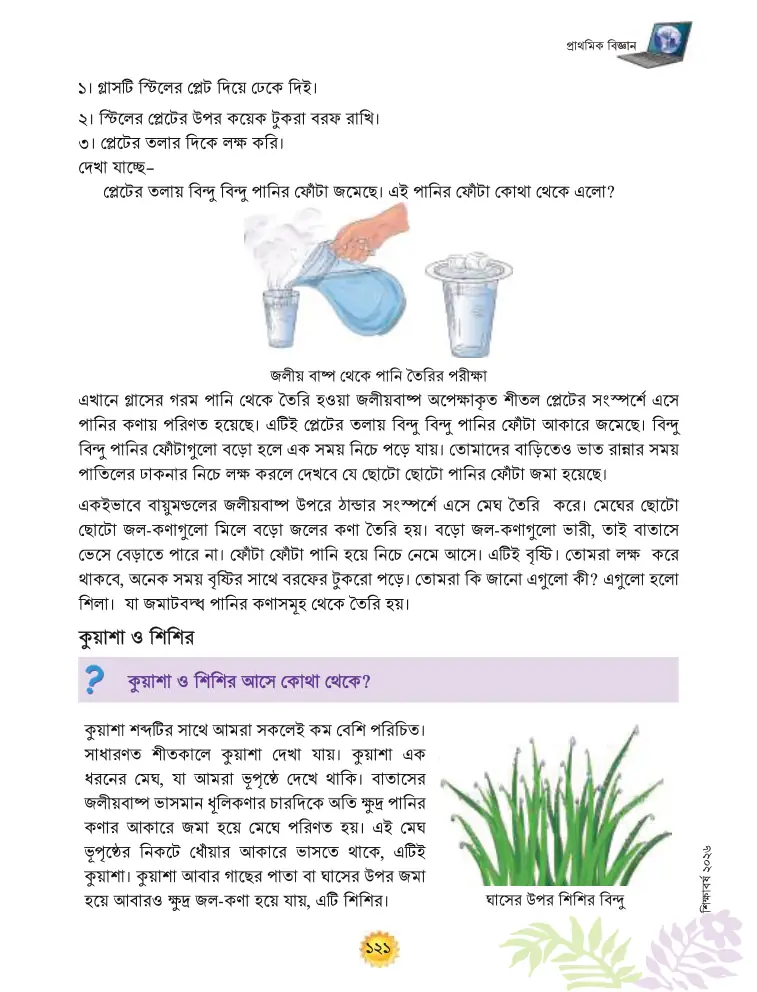 প্রাথমিক বিজ্ঞান
১। গ্লাসটি স্টিলের প্লেট দিয়ে ঢেকে দিই।
২। স্টিলের প্লেটের উপর কয়েক টুকরা বরফ রাখি।
৩। প্লেটের তলার দিকে লক্ষ করি।
দেখা যাচ্ছে–
প্লেটের তলায় বিন্দু বিন্দু পানির ফোঁটা জমেছে। এই পানির ফোঁটা কোথা থেকে এলো?
জলীয় বাষ্প থেকে পানি তৈরির পরীক্ষা
এখানে গ্লাসের গরম পানি থেকে তৈরি হওয়া জলীয়বাষ্প অপেক্ষাকৃত শীতল প্লেটের সংস্পর্শে এসে
পানির কণায় পরিণত হয়েছে। এটিই প্লেটের তলায় বিন্দু বিন্দু পানির ফোঁটা আকারে জমেছে। বিন্দু
বিন্দু পানির ফোঁটাগুলো বড়ো হলে এক সময় নিচে পড়ে যায়। তোমাদের বাড়িতেও ভাত রান্নার সময়
পাতিলের ঢাকনার নিচে লক্ষ করলে দেখবে যে ছোটো ছোটো পানির ফোঁটা জমা হয়েছে।
একইভাবে বায়ুমন্ডলের জলীয়বাষ্প উপরে ঠান্ডার সংস্পর্শে এসে মেঘ তৈরি করে। মেঘের ছোটো
ছোটো জল-কণাগুলো মিলে বড়ো জলের কণা তৈরি হয়। বড়ো জল-কণাগুলো ভারী, তাই বাতাসে
ভেসে বেড়াতে পারে না। ফোঁটা ফোঁটা পানি হয়ে নিচে নেমে আসে। এটিই বৃষ্টি। তোমরা লক্ষ করে
থাকবে, অনেক সময় বৃষ্টির সাথে বরফের টুকরো পড়ে। তোমরা কি জানো এগুলো কী? এগুলো হলো
শিলা। যা জমাটবদ্ধ পানির কণাসমূহ থেকে তৈরি হয়।
কুয়াশা ও শিশির
? কুয়াশা ও শিশির আসে কোথা থেকে?
কুয়াশা শব্দটির সাথে আমরা সকলেই কম বেশি পরিচিত।
সাধারণত শীতকালে কুয়াশা দেখা যায়। কুয়াশা এক
ধরনের মেঘ, যা আমরা ভূপৃষ্ঠে দেখে থাকি। বাতাসের
জলীয়বাষ্প ভাসমান ধূলিকণার চারদিকে অতি ক্ষুদ্র পানির
কণার আকারে জমা হয়ে মেঘে পরিণত হয়। এই মেঘ
ভূপৃষ্ঠের নিকটে ধোঁয়ার আকারে ভাসতে থাকে, এটিই
কুয়াশা। কুয়াশা আবার গাছের পাতা বা ঘাসের উপর জমা
হয়ে আবারও ক্ষুদ্র জল-কণা হয়ে যায়, এটি শিশির।
ঘাসের উপর শিশির বিন্দু
শিক্ষাবর্ষ ২০২৬
১২১